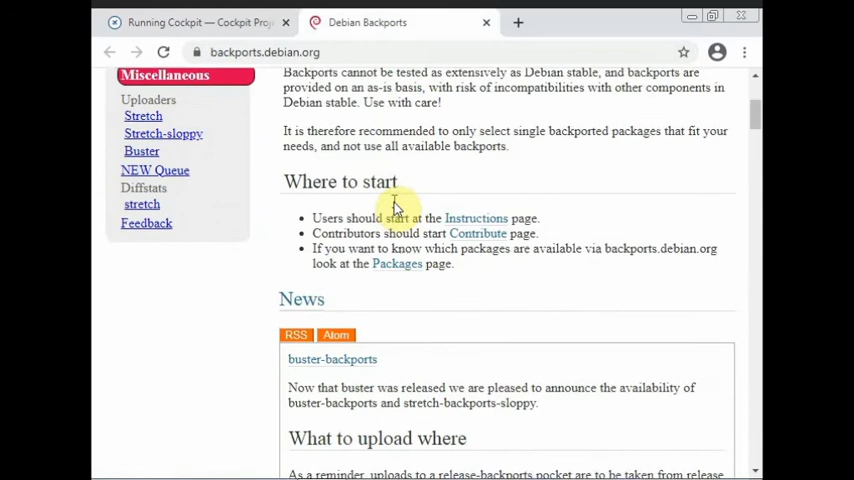 Running Cockpit — Cockpit Proj
Debian Backports
backports.debian.org
Miscellaneous
Uploaders
Stretch
Stretch-sloppy
Buster
NEW Queue
Diffstats
stretch
Feedback
Backports cannot be tested as extensively as Debian stable, and backports are
provided on an as-is basis, with risk of incompatibilities with other components in
Debian stable. Use with care!
It is therefore recommended to only select single backported packages that fit your
needs, and not use all available backports.
Where to start
Users should start at the Instructions page.
Contributors should start Contribute page.
If you want to know which packages are available via backports.debian.org
look at the Packages page.
News
RSS Atom
buster-backports
Now that buster was released we are pleased to announce the availability of
buster-backports and stretch-backports-sloppy.
What to upload where
As a reminder, uploads to a release-backports pocket are to be taken from release